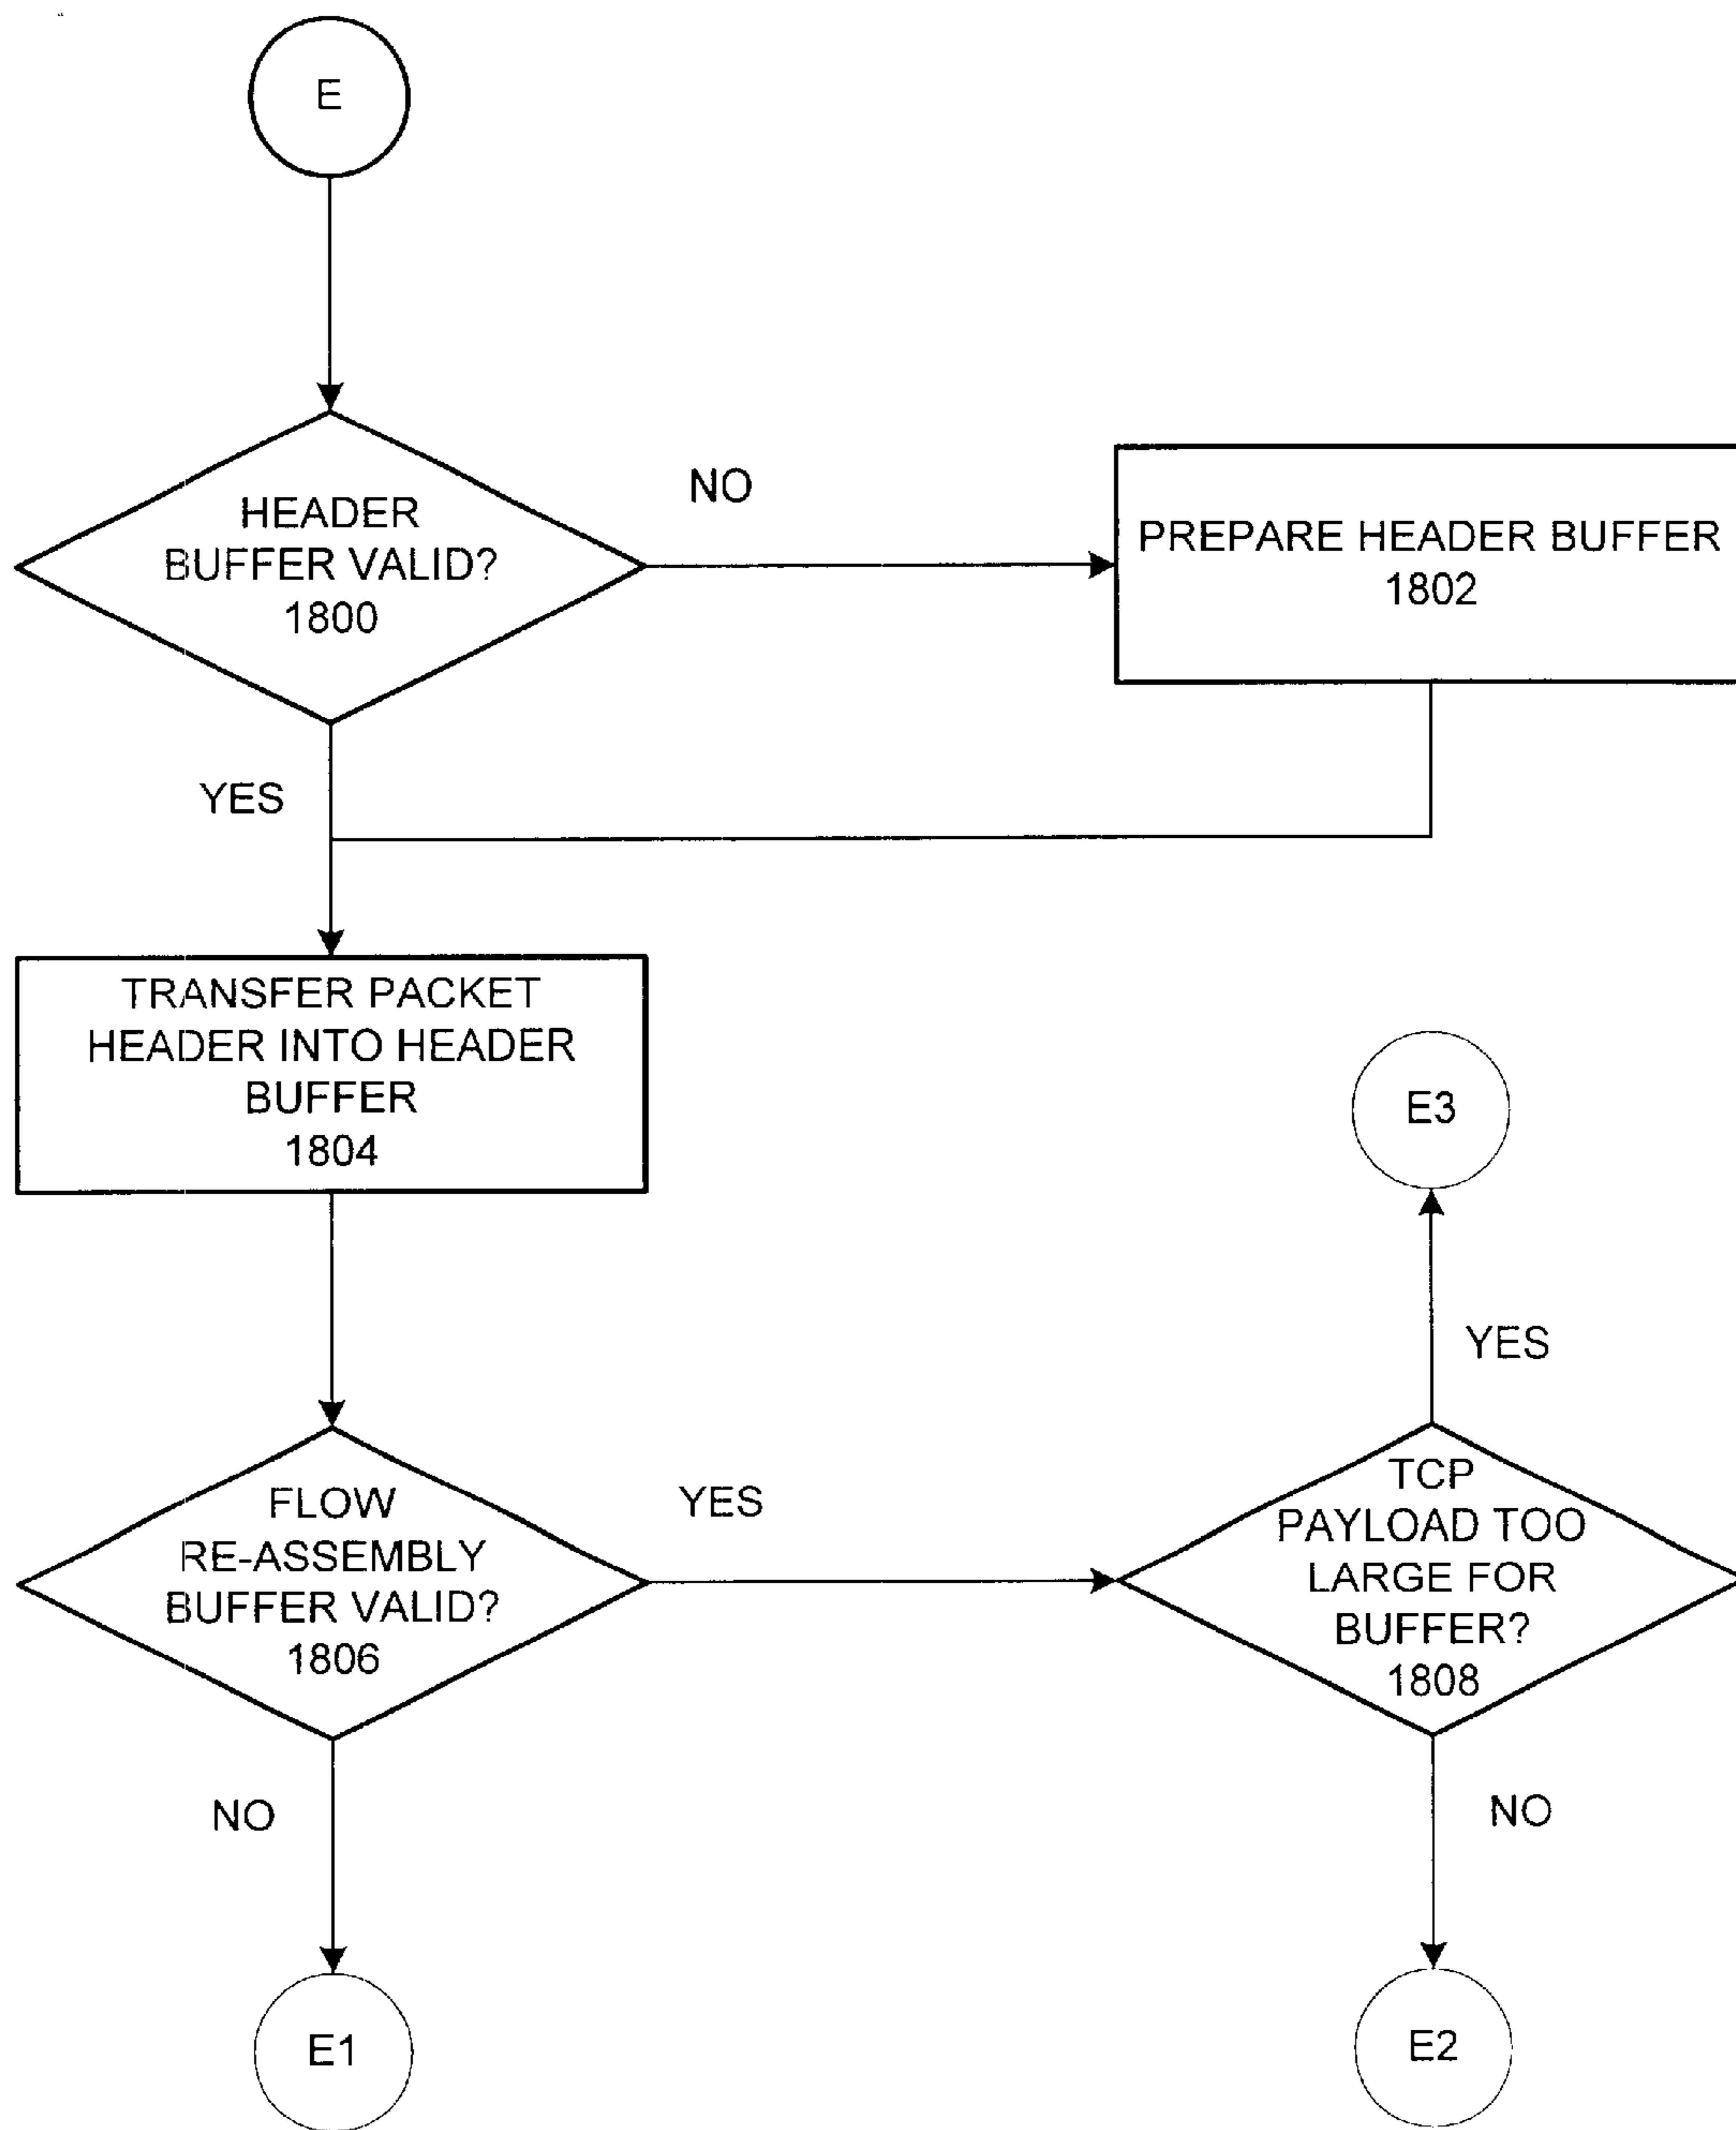 E
HEADER
BUFFER VALID?
1800
NO
PREPARE HEADER BUFFER
1802
YES
TRANSFER PACKET
HEADER INTO HEADER
BUFFER
1804
E3
YES
FLOW
RE-ASSEMBLY
BUFFER VALID?
1806
YES
TCP
PAYLOAD TOO
LARGE FOR
BUFFER?
1808
NO
NO
E1
E2